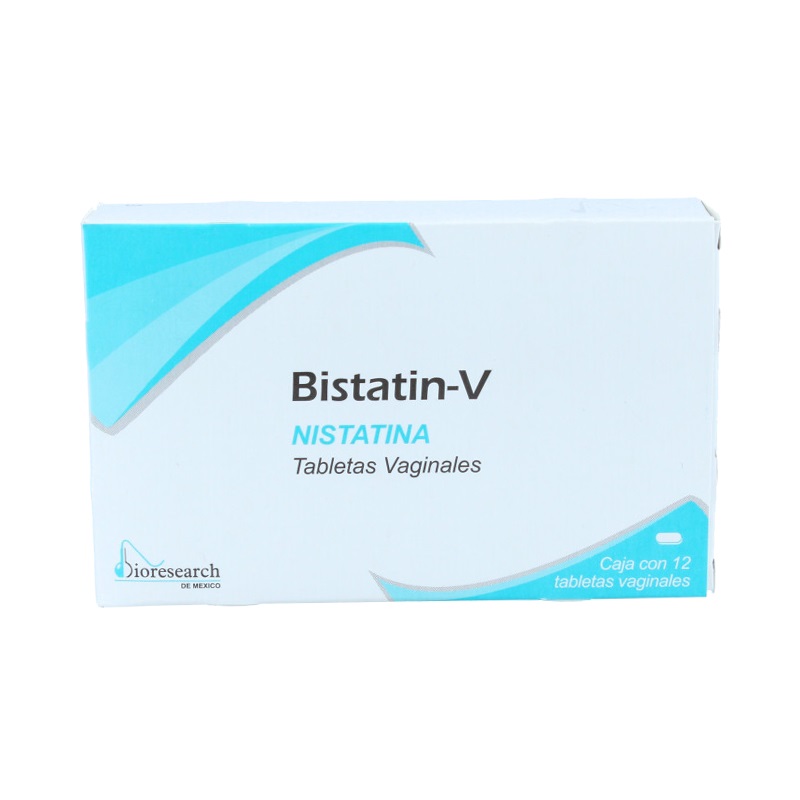 Bistatin-V
NISTATINA
Tabletas Vaginales
Bioresearch
DE MEXICO
Caja con 12
tabletas vaginales